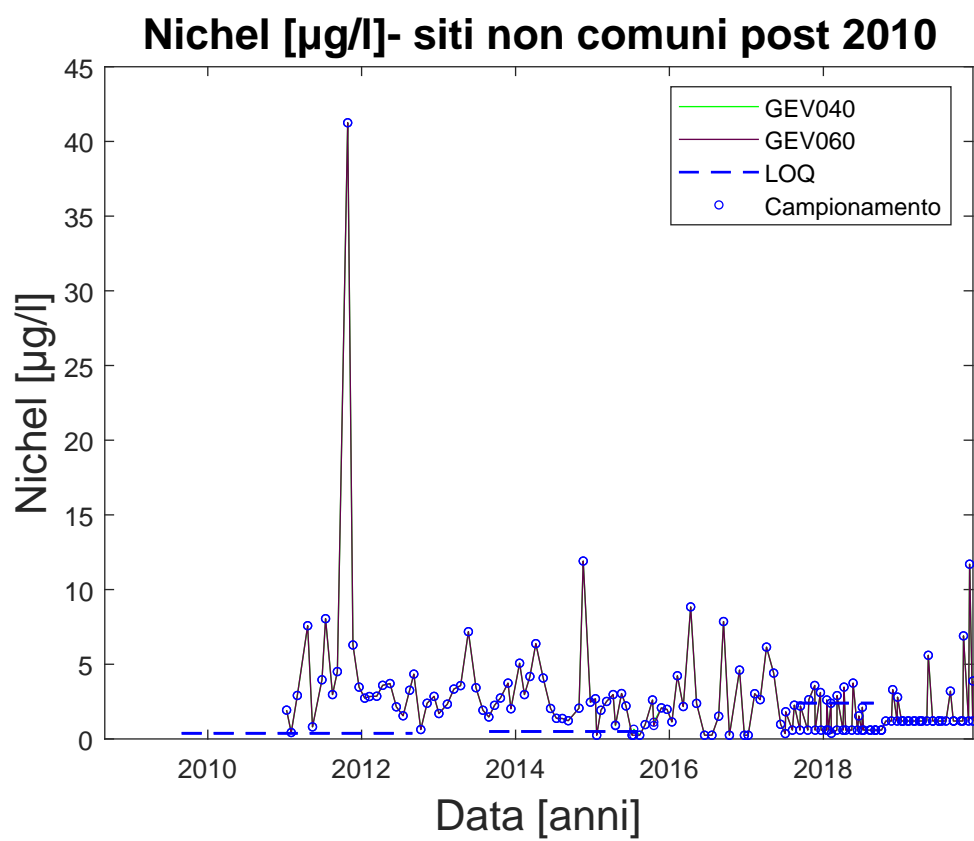 Nichel [µg/l]- siti non comuni post 2010
45
40
35
30
25
20
15
10
5
0
Nichel [µg/l]
GEV040
GEV060
LOQ
Campionamento
2010 2012 2014 2016 2018
Data [anni]